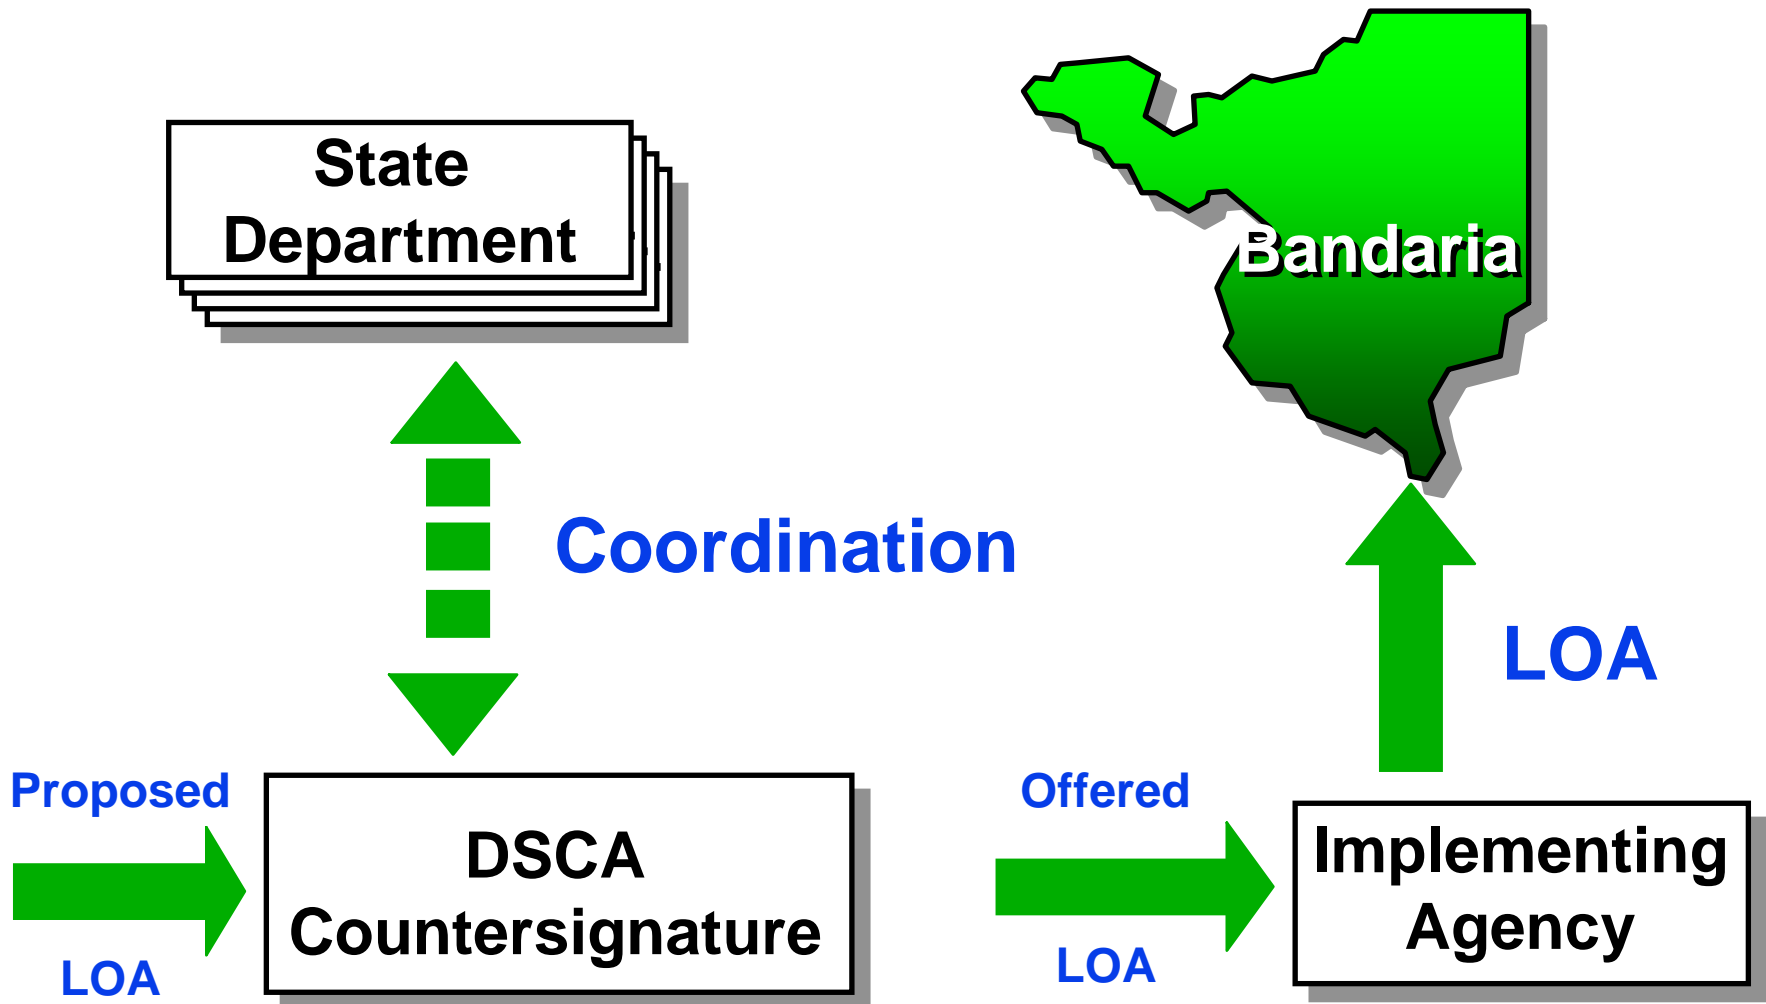 State
Department
Bandaria
Coordination
LOA
Proposed
LOA
DSCA
Countersignature
Offered
LOA
Implementing
Agency